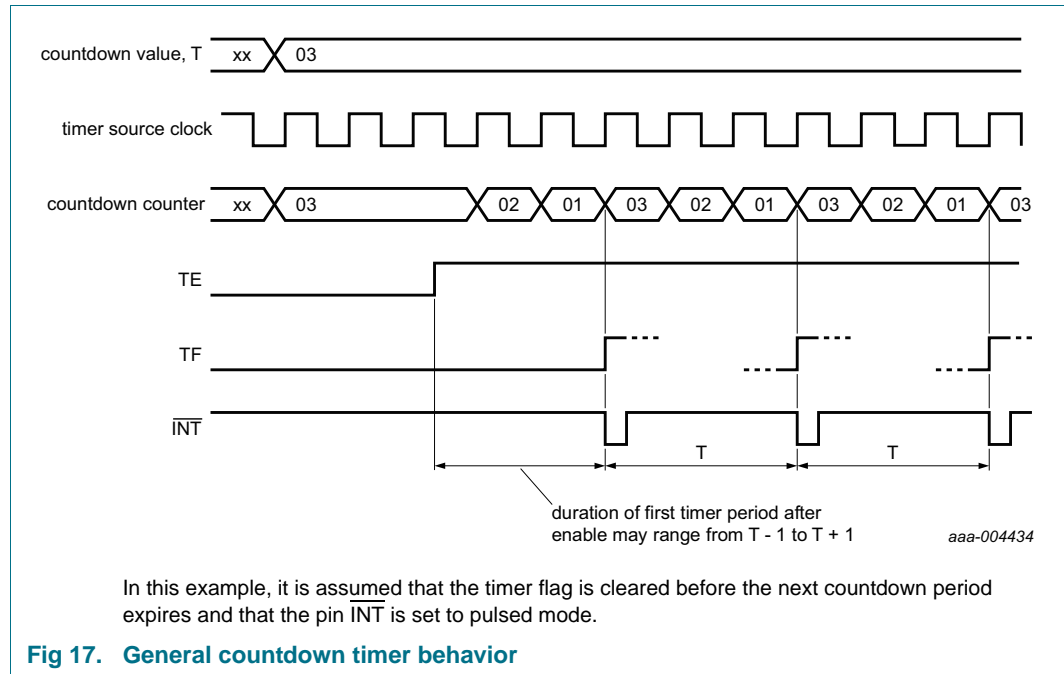 countdown value, T xx 03
timer source clock
countdown counter xx 03 02 01 03 02 01 03 02 01 03
TE
TF
INT
T T
duration of first timer period after
enable may range from T - 1 to T + 1
aaa-004434
In this example, it is assumed that the timer flag is cleared before the next countdown period
expires and that the pin INT is set to pulsed mode.
Fig 17. General countdown timer behavior